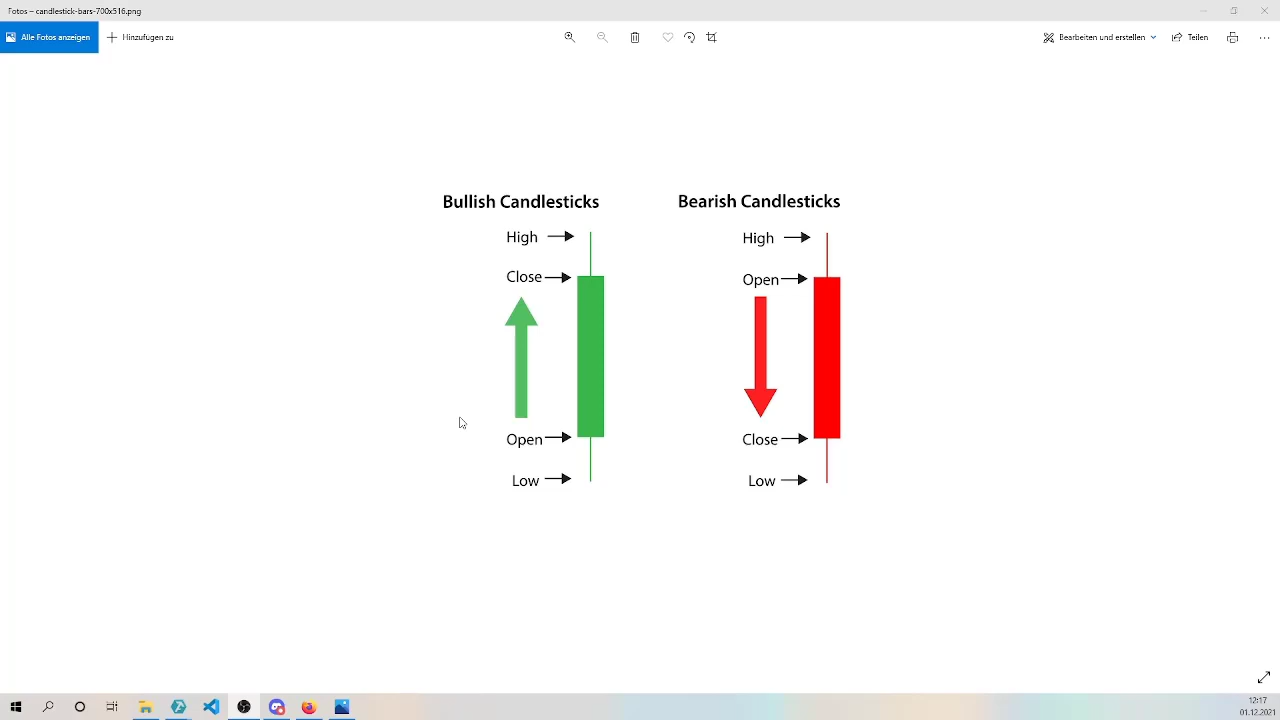 Fotos – candlestick-bars-700x516.png
Alle Fotos anzeigen
Hinzufügen zu
Bearbeiten und erstellen
Teilen
Bullish Candlesticks
High
Close
Open
Low
Bearish Candlesticks
High
Open
Close
Low
12:17
01.12.2021